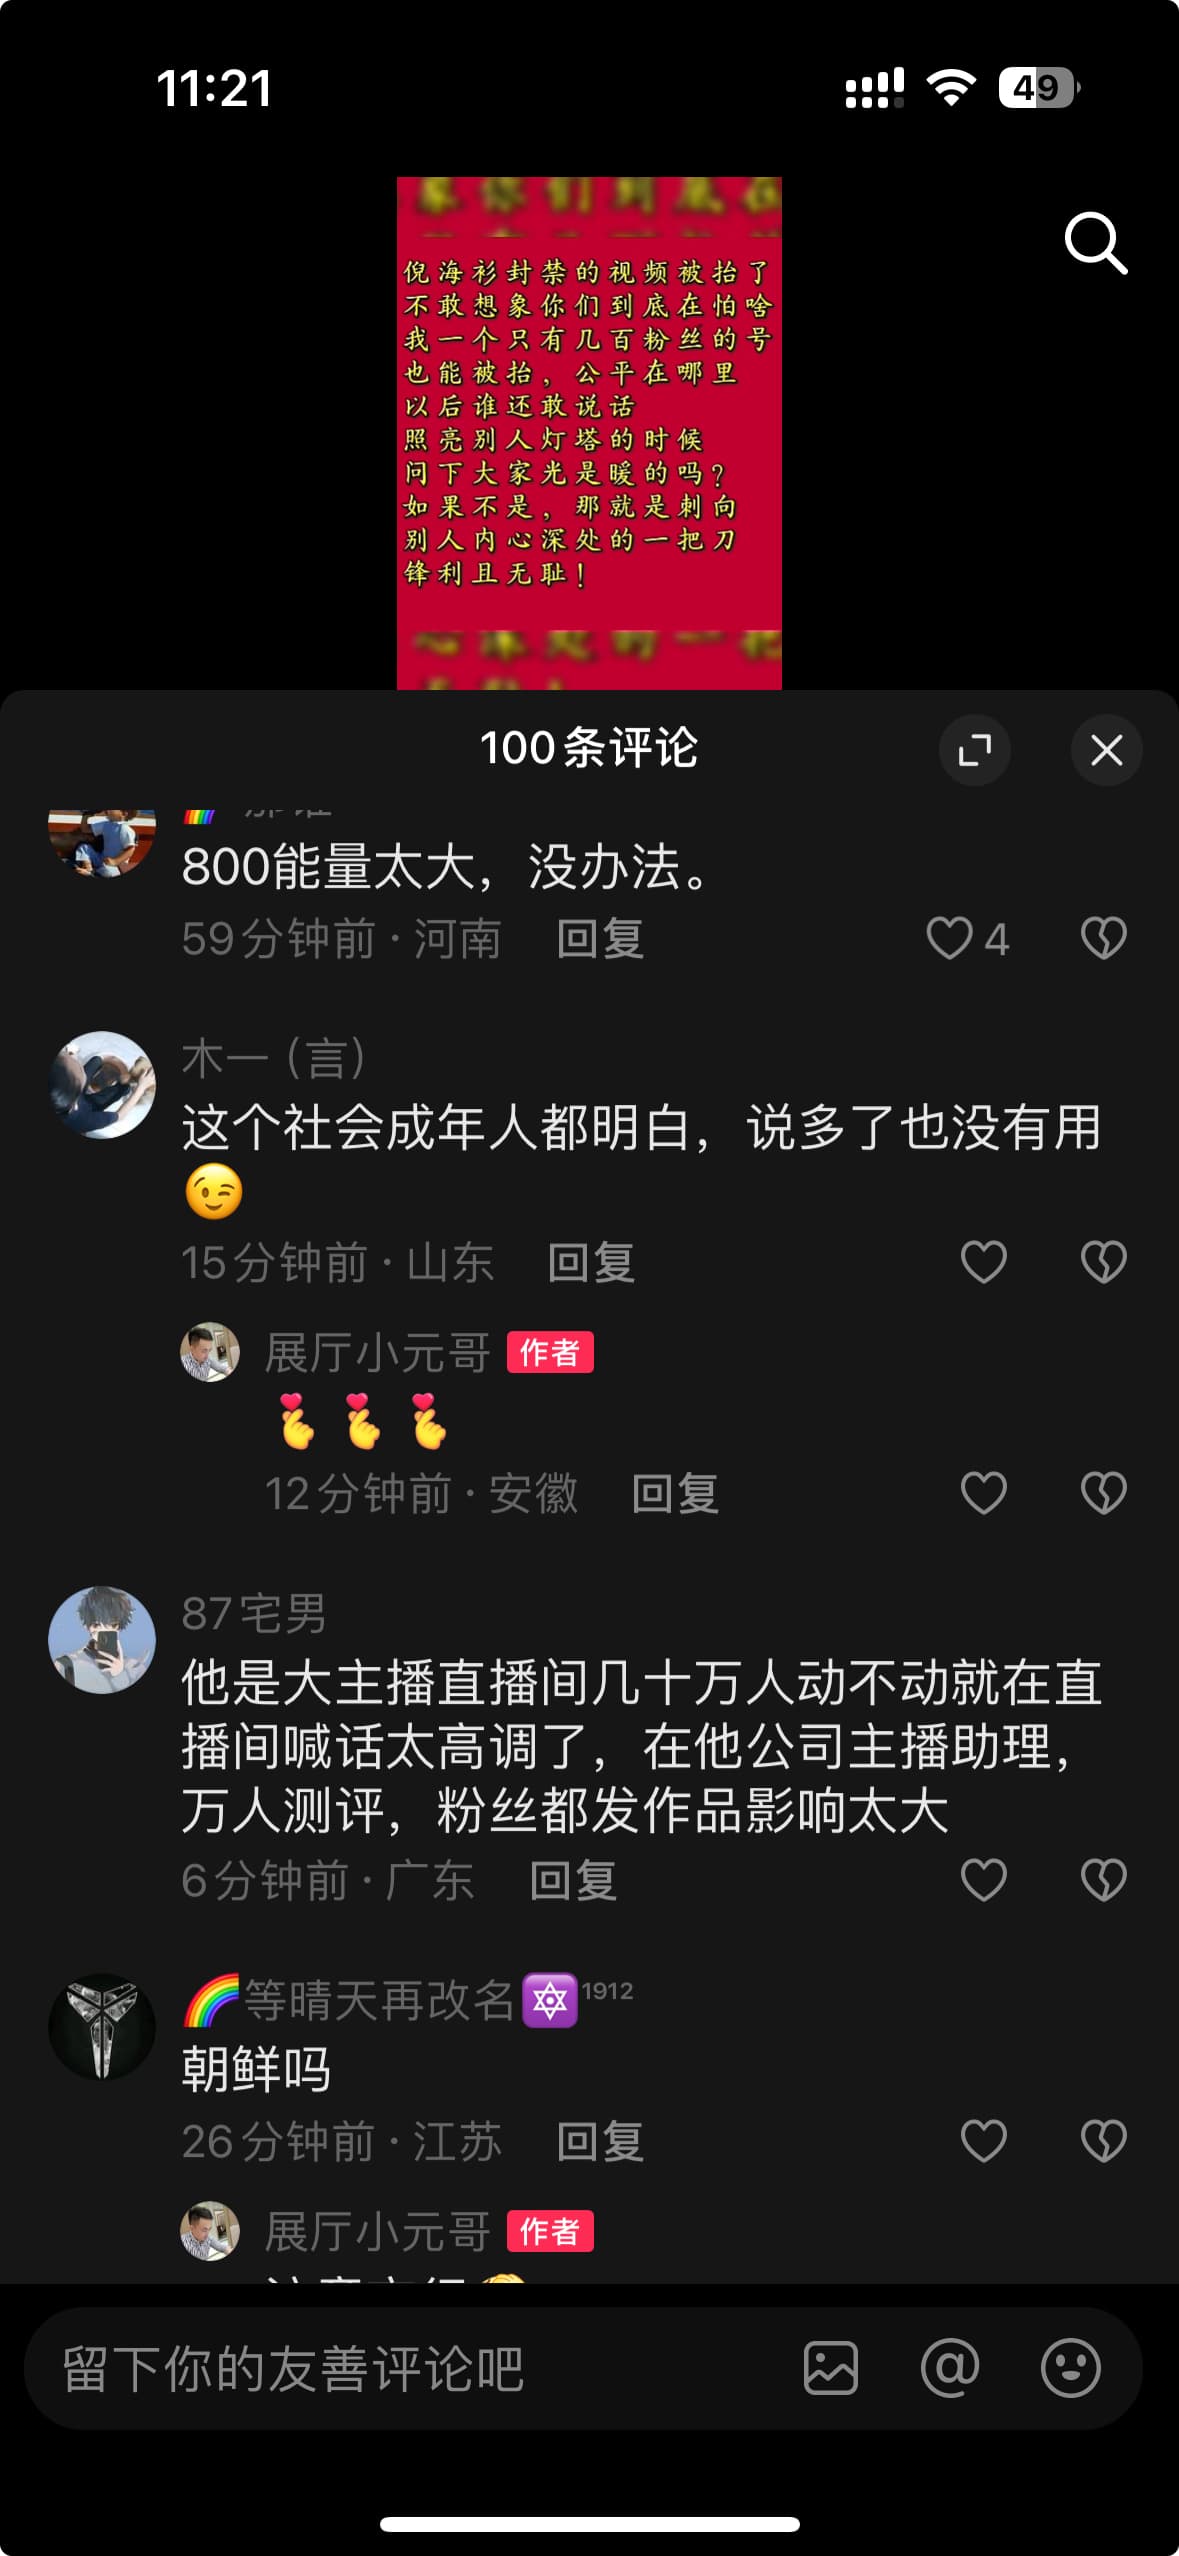 11:21
49
倪海衫封禁的视频被抬了
不敢想象你们到底在怕啥
我一个只有几百粉丝的号
也能被抬，公平在哪里
以后谁还敢说话
照亮别人灯塔的时候
问下大家光是暖的吗？
如果不是，那就是刺向
别人内心深处的一把刀
锋利且无耻！
100条评论
800能量太大，没办法。
59分钟前·河南 回复 4
木一（言）
这个社会成年人都明白，说多了也没有用
😉
15分钟前·山东 回复
展厅小元哥 作者
12分钟前·安徽 回复
87宅男
他是大主播直播间几十万人动不动就在直
播间喊话太高调了，在他公司主播助理，
万人测评，粉丝都发作品影响太大
6分钟前·广东 回复
🌈等晴天再改名🔯¹⁹¹²
朝鲜吗
26分钟前·江苏 回复
展厅小元哥 作者
留下你的友善评论吧